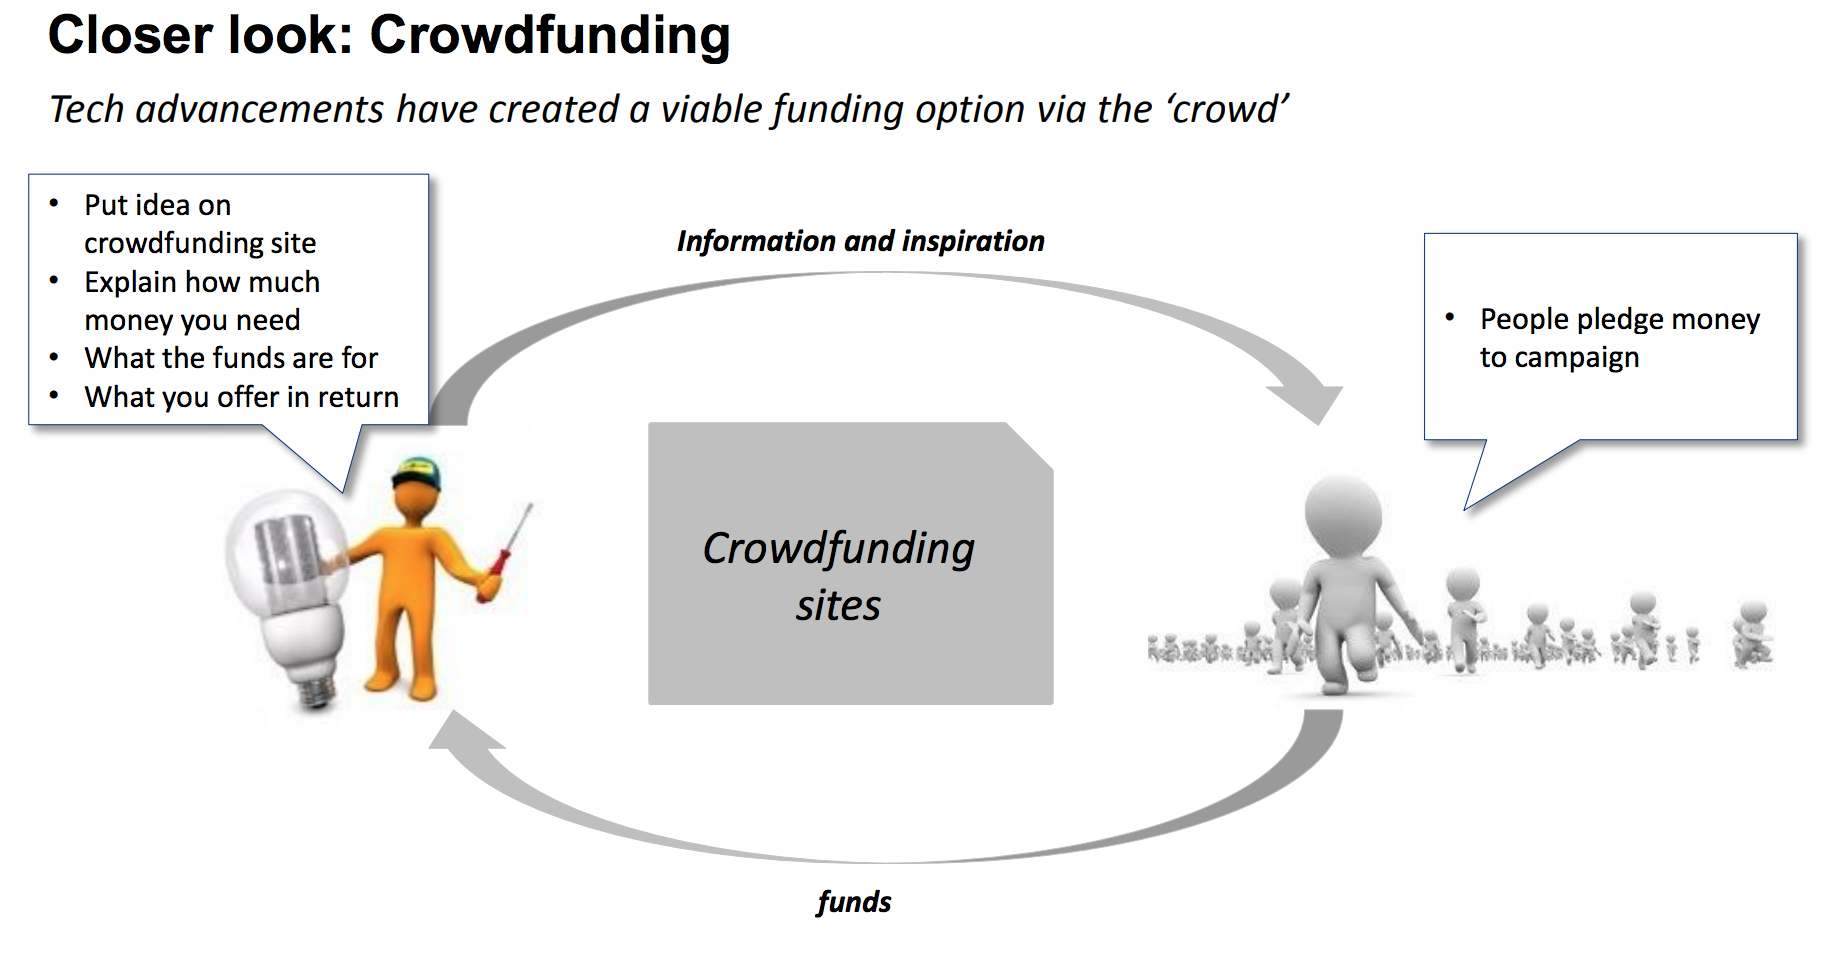 Closer look: Crowdfunding
Tech advancements have created a viable funding option via the ‘crowd’
• Put idea on
crowdfunding site
• Explain how much
money you need
• What the funds are for
• What you offer in return
Information and inspiration
• People pledge money
to campaign
Crowdfunding
sites
funds